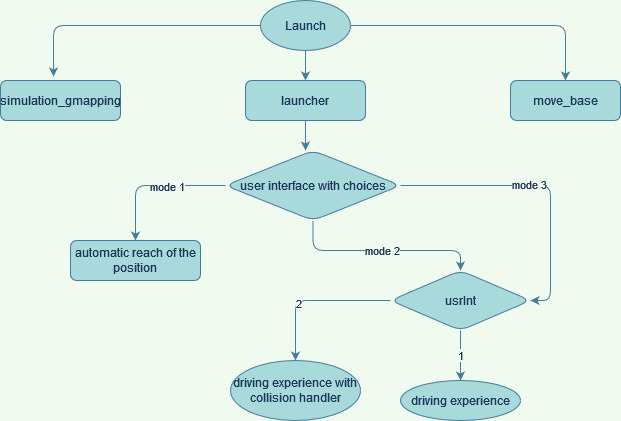 Launch
simulation_gmapping
launcher
move_base
user interface with choices
mode 1
mode 3
automatic reach of the
position
mode 2
usrInt
2
1
driving experience with
collision handler
driving experience